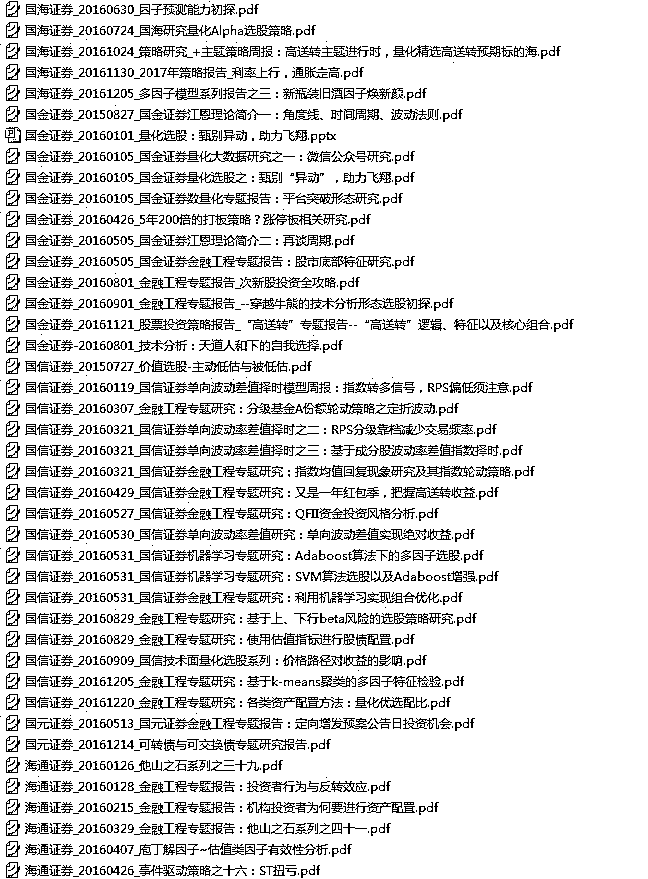 国海证券_20160630_因子预测能力初探.pdf
国海证券_20160724_国海研究量化Alpha选股策略.pdf
国海证券_20161024_策略研究_+主题策略周报：高送转主题进行时，量化精选高送转预期标的海.pdf
国海证券_20161130_2017年策略报告_利率上行，通胀走高.pdf
国海证券_20161205_多因子模型系列报告之三：新瓶装旧酒因子焕新颜.pdf
国金证券_20150827_国金证券江恩理论简介一：角度线、时间周期、波动法则.pdf
国金证券_20160101_量化选股：甄别异动，助力飞翔.pptx
国金证券_20160105_国金证券量化大数据研究之一：微信公众号研究.pdf
国金证券_20160105_国金证券量化选股之：甄别“异动”，助力飞翔.pdf
国金证券_20160105_国金证券数量化专题报告：平台突破形态研究.pdf
国金证券_20160426_5年200倍的打板策略？涨停板相关研究.pdf
国金证券_20160505_国金证券江恩理论简介二：再谈周期.pdf
国金证券_20160505_国金证券金融工程专题报告：股市底部特征研究.pdf
国金证券_20160801_金融工程专题报告_次新股投资全攻略.pdf
国金证券_20160901_金融工程专题报告_--穿越牛熊的技术分析形态选股初探.pdf
国金证券_20161121_股票投资策略报告_“高送转”专题报告--“高送转”逻辑、特征以及核心组合.pdf
国金证券-20160801_技术分析：天道人和下的自我选择.pdf
国信证券_20150727_价值选股-主动低估与被低估.pdf
国信证券_20160119_国信证券单向波动差值择时模型周报：指数转多信号，RPS偏低须注意.pdf
国信证券_20160307_金融工程专题研究：分级基金A份额轮动策略之定折波动.pdf
国信证券_20160321_国信证券单向波动率差值择时之二：RPS分级靠档减少交易频率.pdf
国信证券_20160321_国信证券单向波动率差值择时之三：基于成分股波动率差值指数择时.pdf
国信证券_20160321_国信证券金融工程专题研究：指数均值回复现象研究及其指数轮动策略.pdf
国信证券_20160429_金融工程专题研究：又是一年红包季，把握高送转收益.pdf
国信证券_20160527_金融工程专题研究：QFII资金投资风格分析.pdf
国信证券_20160530_国信证券单向波动率差值研究：单向波动差值实现绝对收益.pdf
国信证券_20160531_国信证券机器学习专题研究：Adaboost算法下的多因子选股.pdf
国信证券_20160531_国信证券机器学习专题研究：SVM算法选股以及Adaboost增强.pdf
国信证券_20160531_国信证券金融工程专题研究：利用机器学习实现组合优化.pdf
国信证券_20160829_金融工程专题研究：基于上、下行beta风险的选股策略研究.pdf
国信证券_20160829_金融工程专题研究：使用估值指标进行股债配置.pdf
国信证券_20160909_国信技术面量化选股系列：价格路径对收益的影响.pdf
国信证券_20161205_金融工程专题研究：基于k-means聚类的多因子特征检验.pdf
国信证券_20161220_金融工程专题研究：各类资产配置方法：量化优选配比.pdf
国元证券_20160513_国元证券金融工程专题报告：定向增发预案公告日投资机会.pdf
国元证券_20161214_可转债与可交换债专题研究报告.pdf
海通证券_20160126_他山之石系列之三十九.pdf
海通证券_20160128_金融工程专题报告：投资者行为与反转效应.pdf
海通证券_20160215_金融工程专题报告：机构投资者为何要进行资产配置.pdf
海通证券_20160329_金融工程专题报告：他山之石系列之四十一.pdf
海通证券_20160407_庖丁解因子~估值类因子有效性分析.pdf
海通证券_20160426_事件驱动策略之十六：ST扭亏.pdf